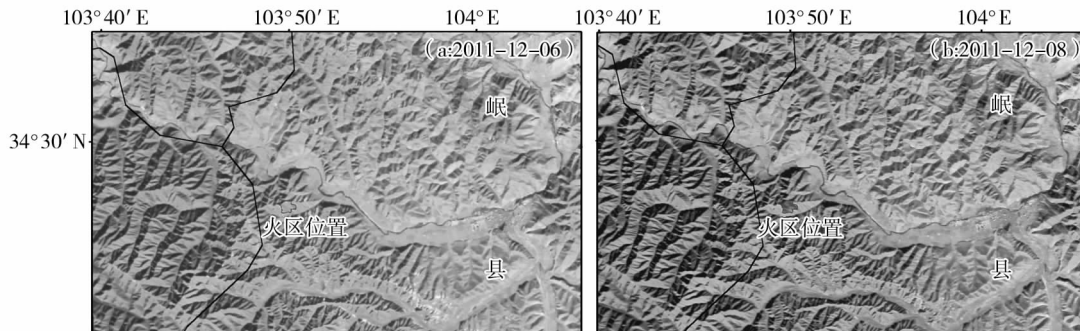 103°40′ E 103°50′ E 104°E 103°40′ E 103°50′ E 104°E
(a:2011-12-06) (b:2011-12-08)
岷 岷
34°30′ N
火区位置 火区位置
县 县